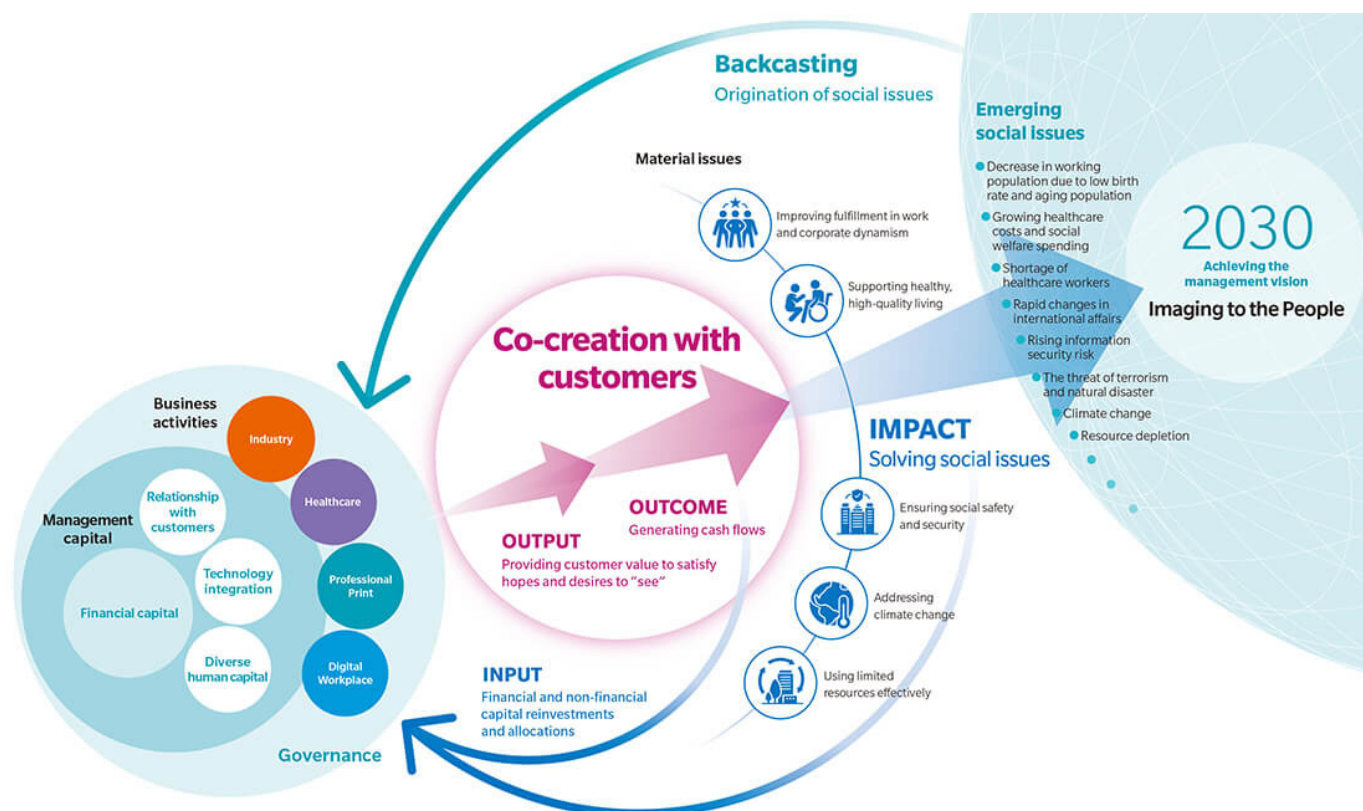 Backcasting
Origination of social issues
Emerging
social issues
Decrease in working
population due to low birth
rate and aging population
Growing healthcare
costs and social
welfare spending
Shortage of
healthcare workers
Rapid changes in
international affairs
Rising information
security risk
The threat of terrorism
and natural disaster
Climate change
Resource depletion
2030
Achieving the
management vision
Imaging to the People
Material issues
Improving fulfillment in work
and corporate dynamism
Supporting healthy,
high-quality living
IMPACT
Solving social issues
Ensuring social safety
and security
Addressing
climate change
Using limited
resources effectively
Co-creation with
customers
OUTCOME
Generating cash flows
OUTPUT
Providing customer value to satisfy
hopes and desires to “see”
INPUT
Financial and non-financial
capital reinvestments
and allocations
Business
activities
Industry
Healthcare
Professional
Print
Digital
Workplace
Management
capital
Relationship
with
customers
Technology
integration
Financial capital
Diverse
human capital
Governance